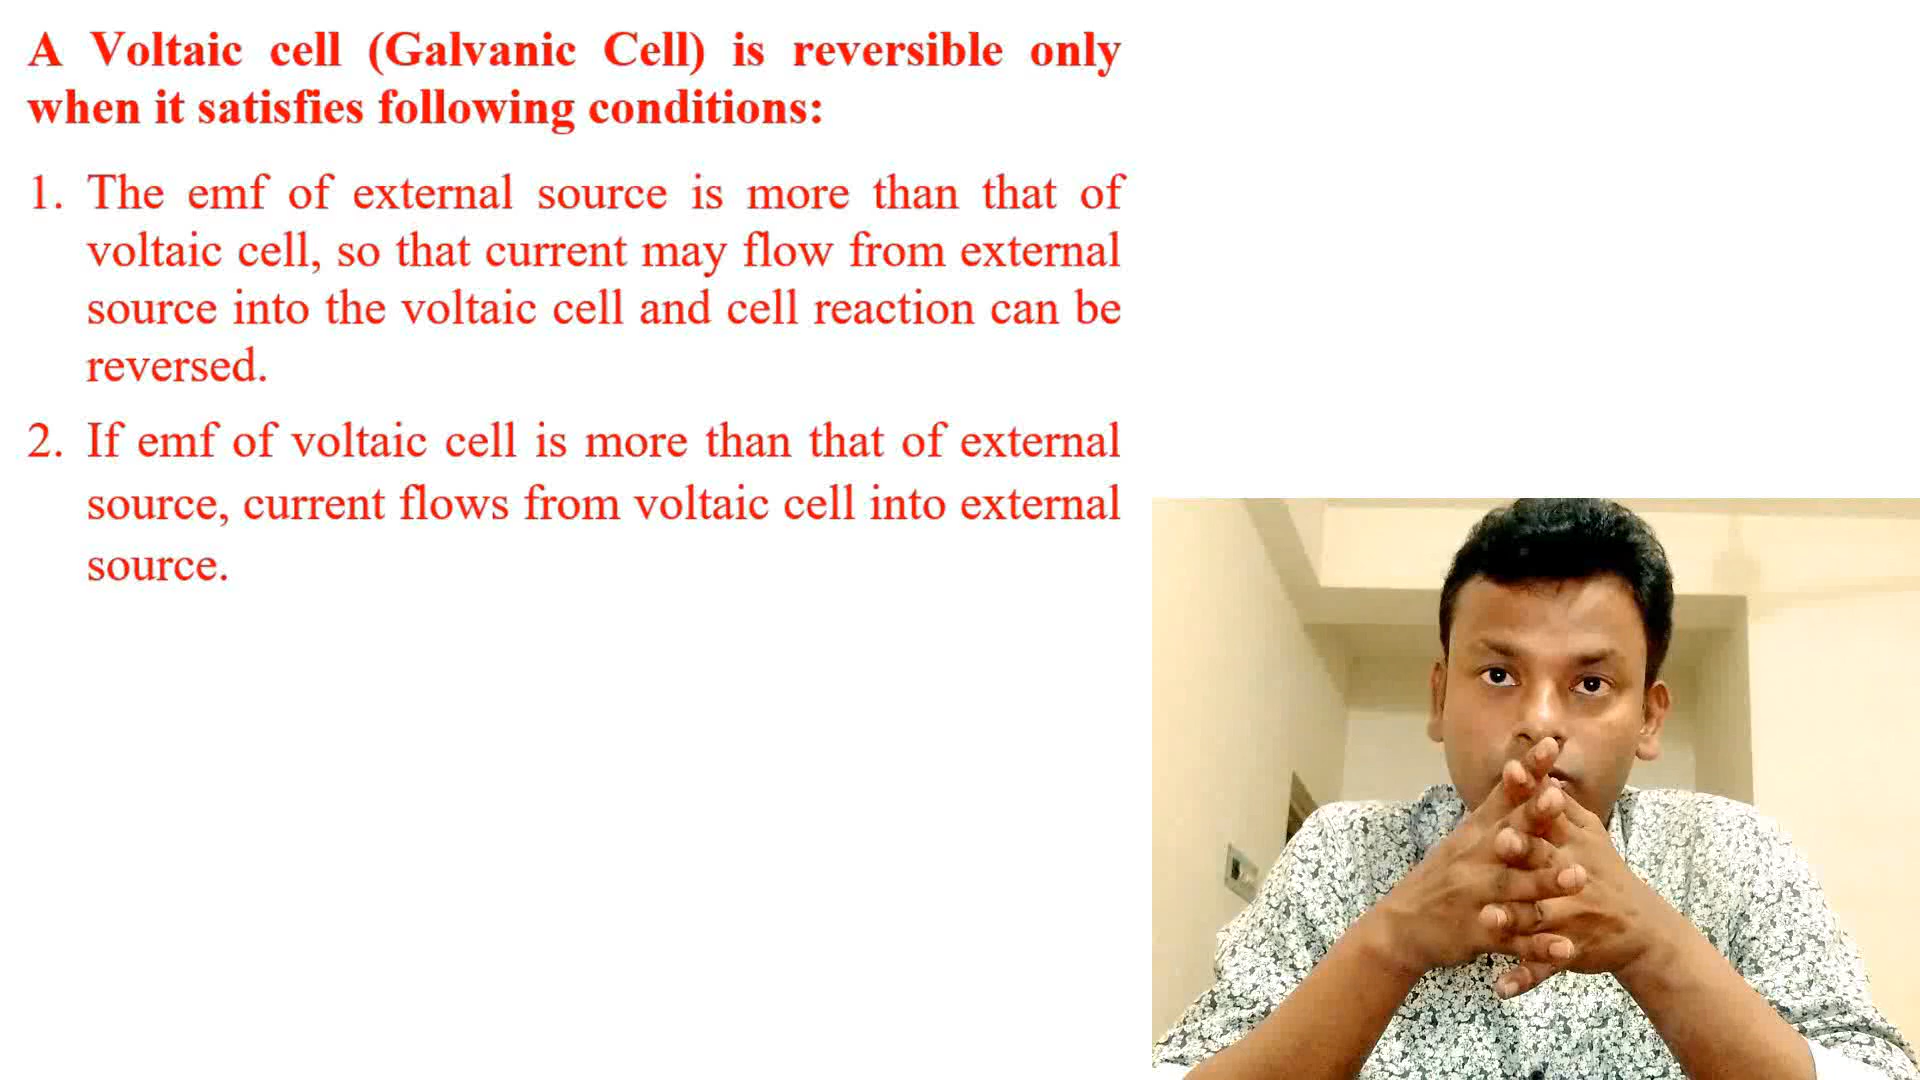 A Voltaic cell (Galvanic Cell) is reversible only
when it satisfies following conditions:
1. The emf of external source is more than that of
voltaic cell, so that current may flow from external
source into the voltaic cell and cell reaction can be
reversed.
2. If emf of voltaic cell is more than that of external
source, current flows from voltaic cell into external
source.